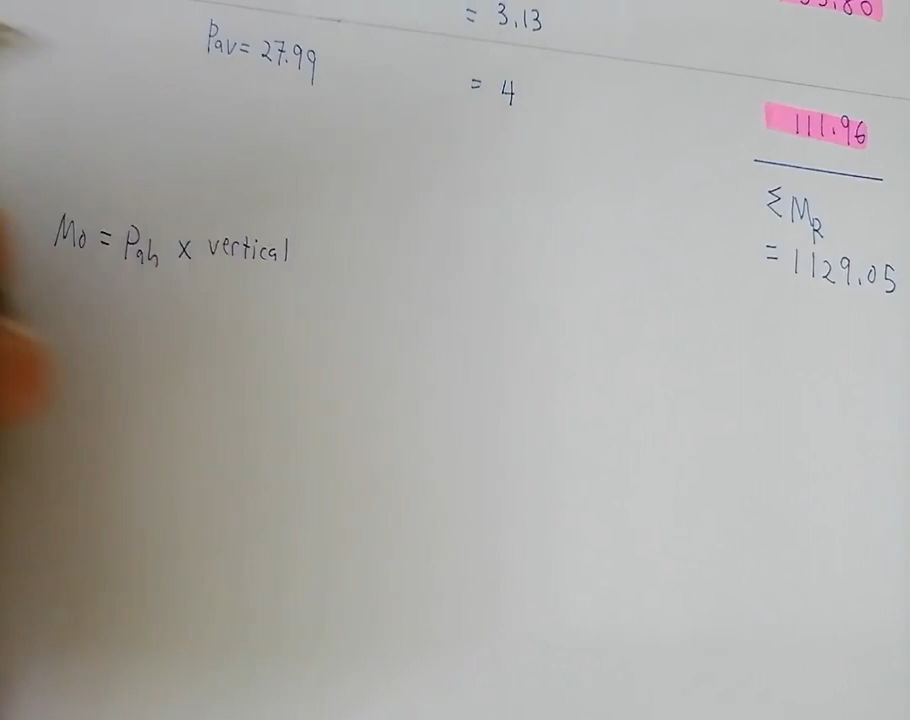 = 3.13
Pav = 27.99
= 4
111.96
ΣMR
= 1129.05
Mo = Pah x vertical